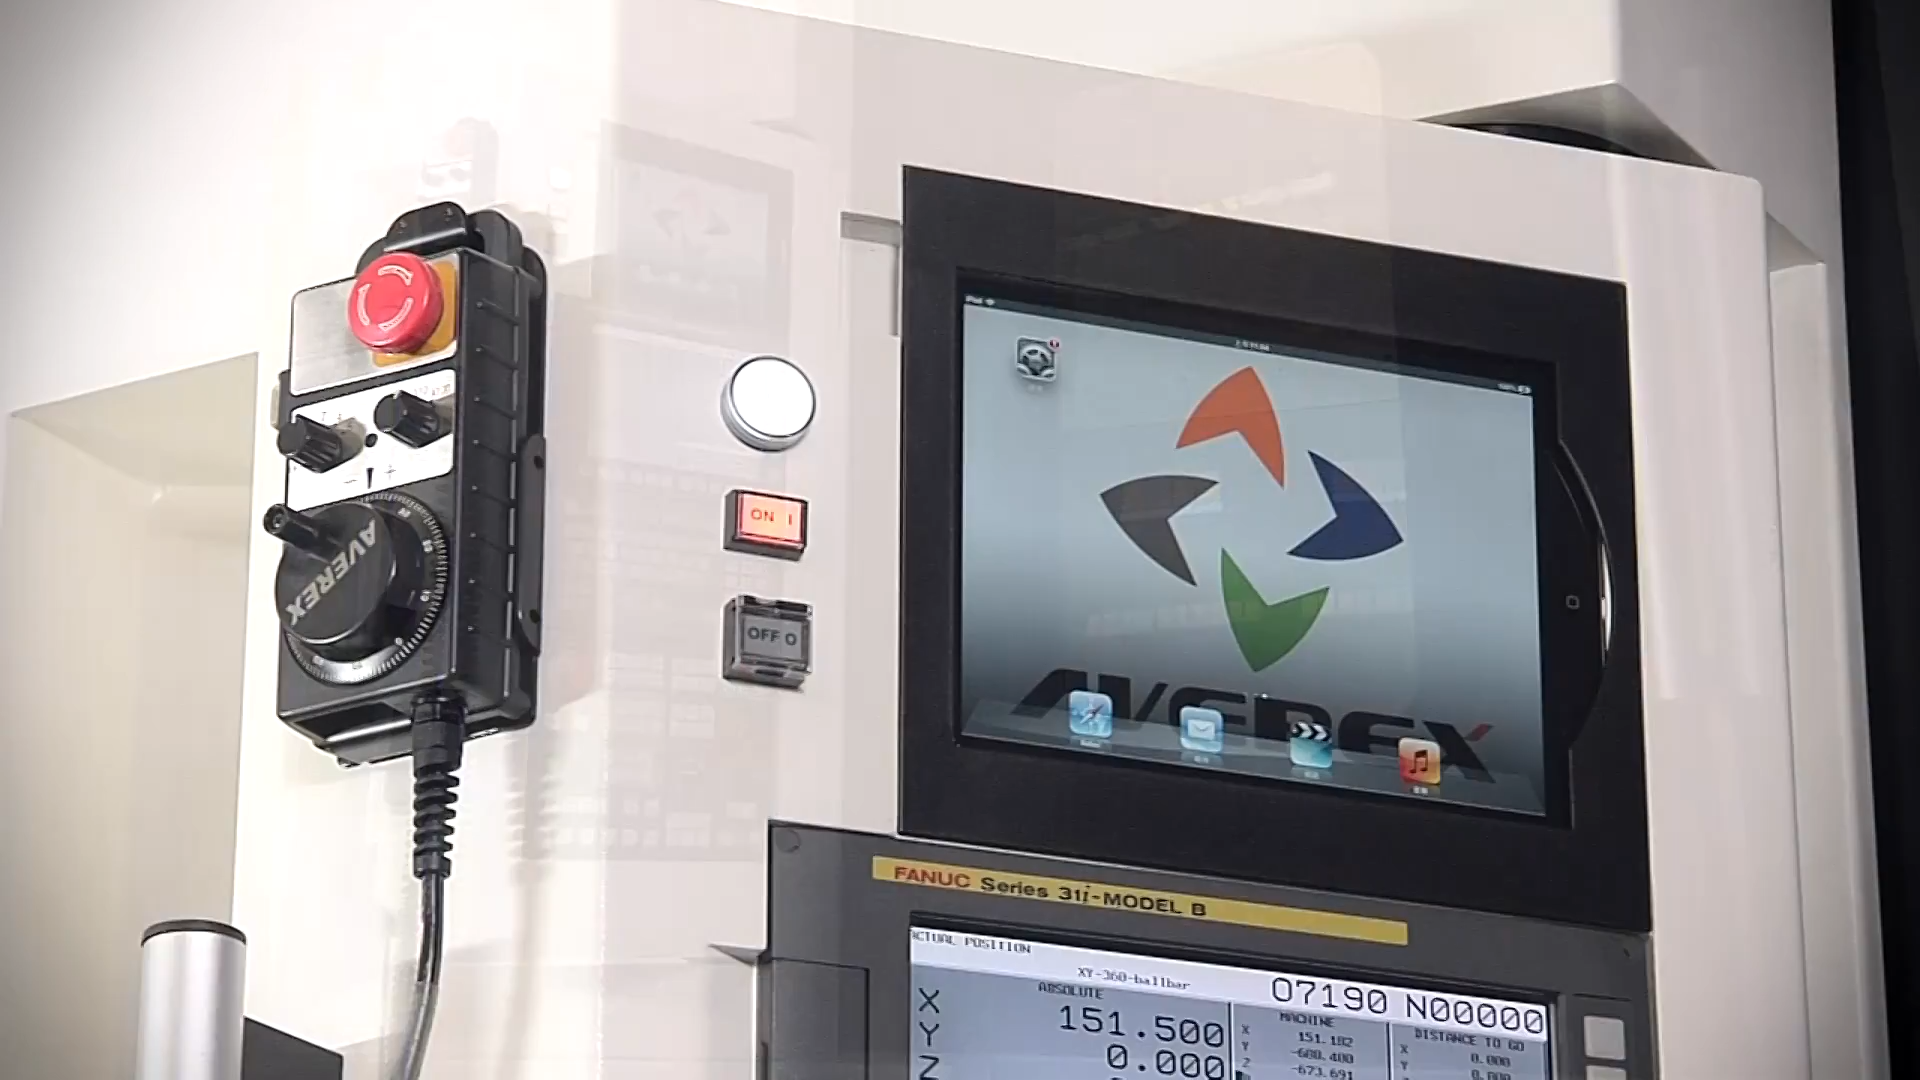 iPad
AVEREX
ON I
OFF O
AVEREX
FANUC Series 31i-MODEL B
ACTUAL POSITION
XY-360-ballbar
O7190 N00000
ABSOLUTE
MACHINE
DISTANCE TO GO
X 151.500
X 151.182
X 0.000
Y 0.000
Y -680.400
Y 0.000
Z
Z -673.691